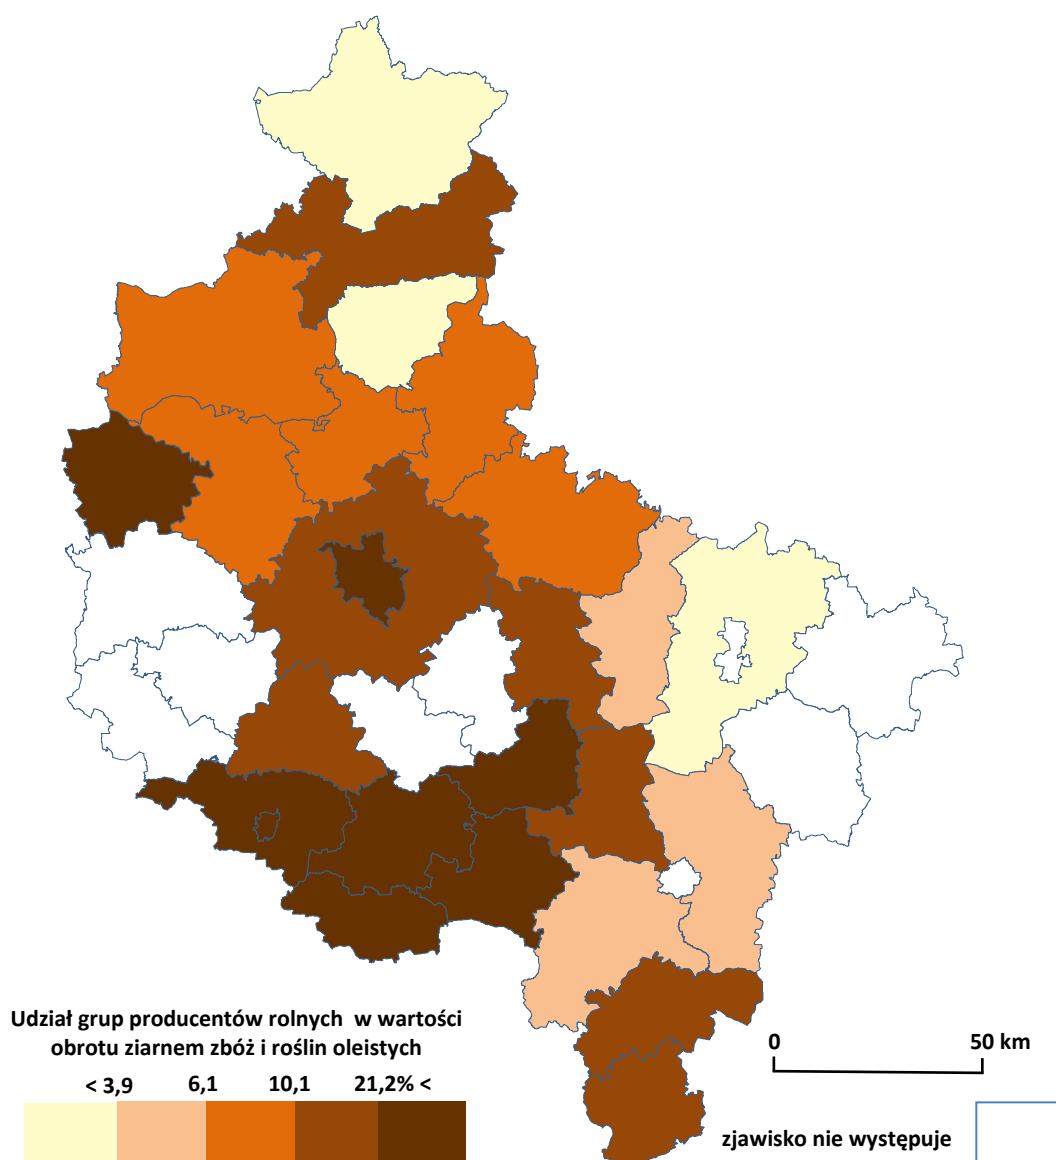 Udział grup producentów rolnych w wartości
obrotu ziarnem zbóż i roślin oleistych
< 3,9 6,1 10,1 21,2% <
0 50 km
zjawisko nie występuje